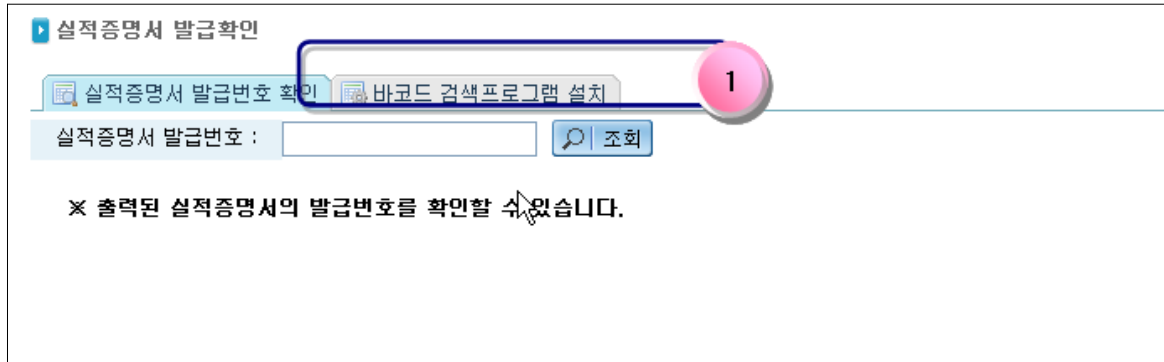 실적증명서 발급확인
실적증명서 발급번호 확인 바코드 검색프로그램 설치 1
실적증명서 발급번호 : 조회
※ 출력된 실적증명서의 발급번호를 확인할 수 있습니다.